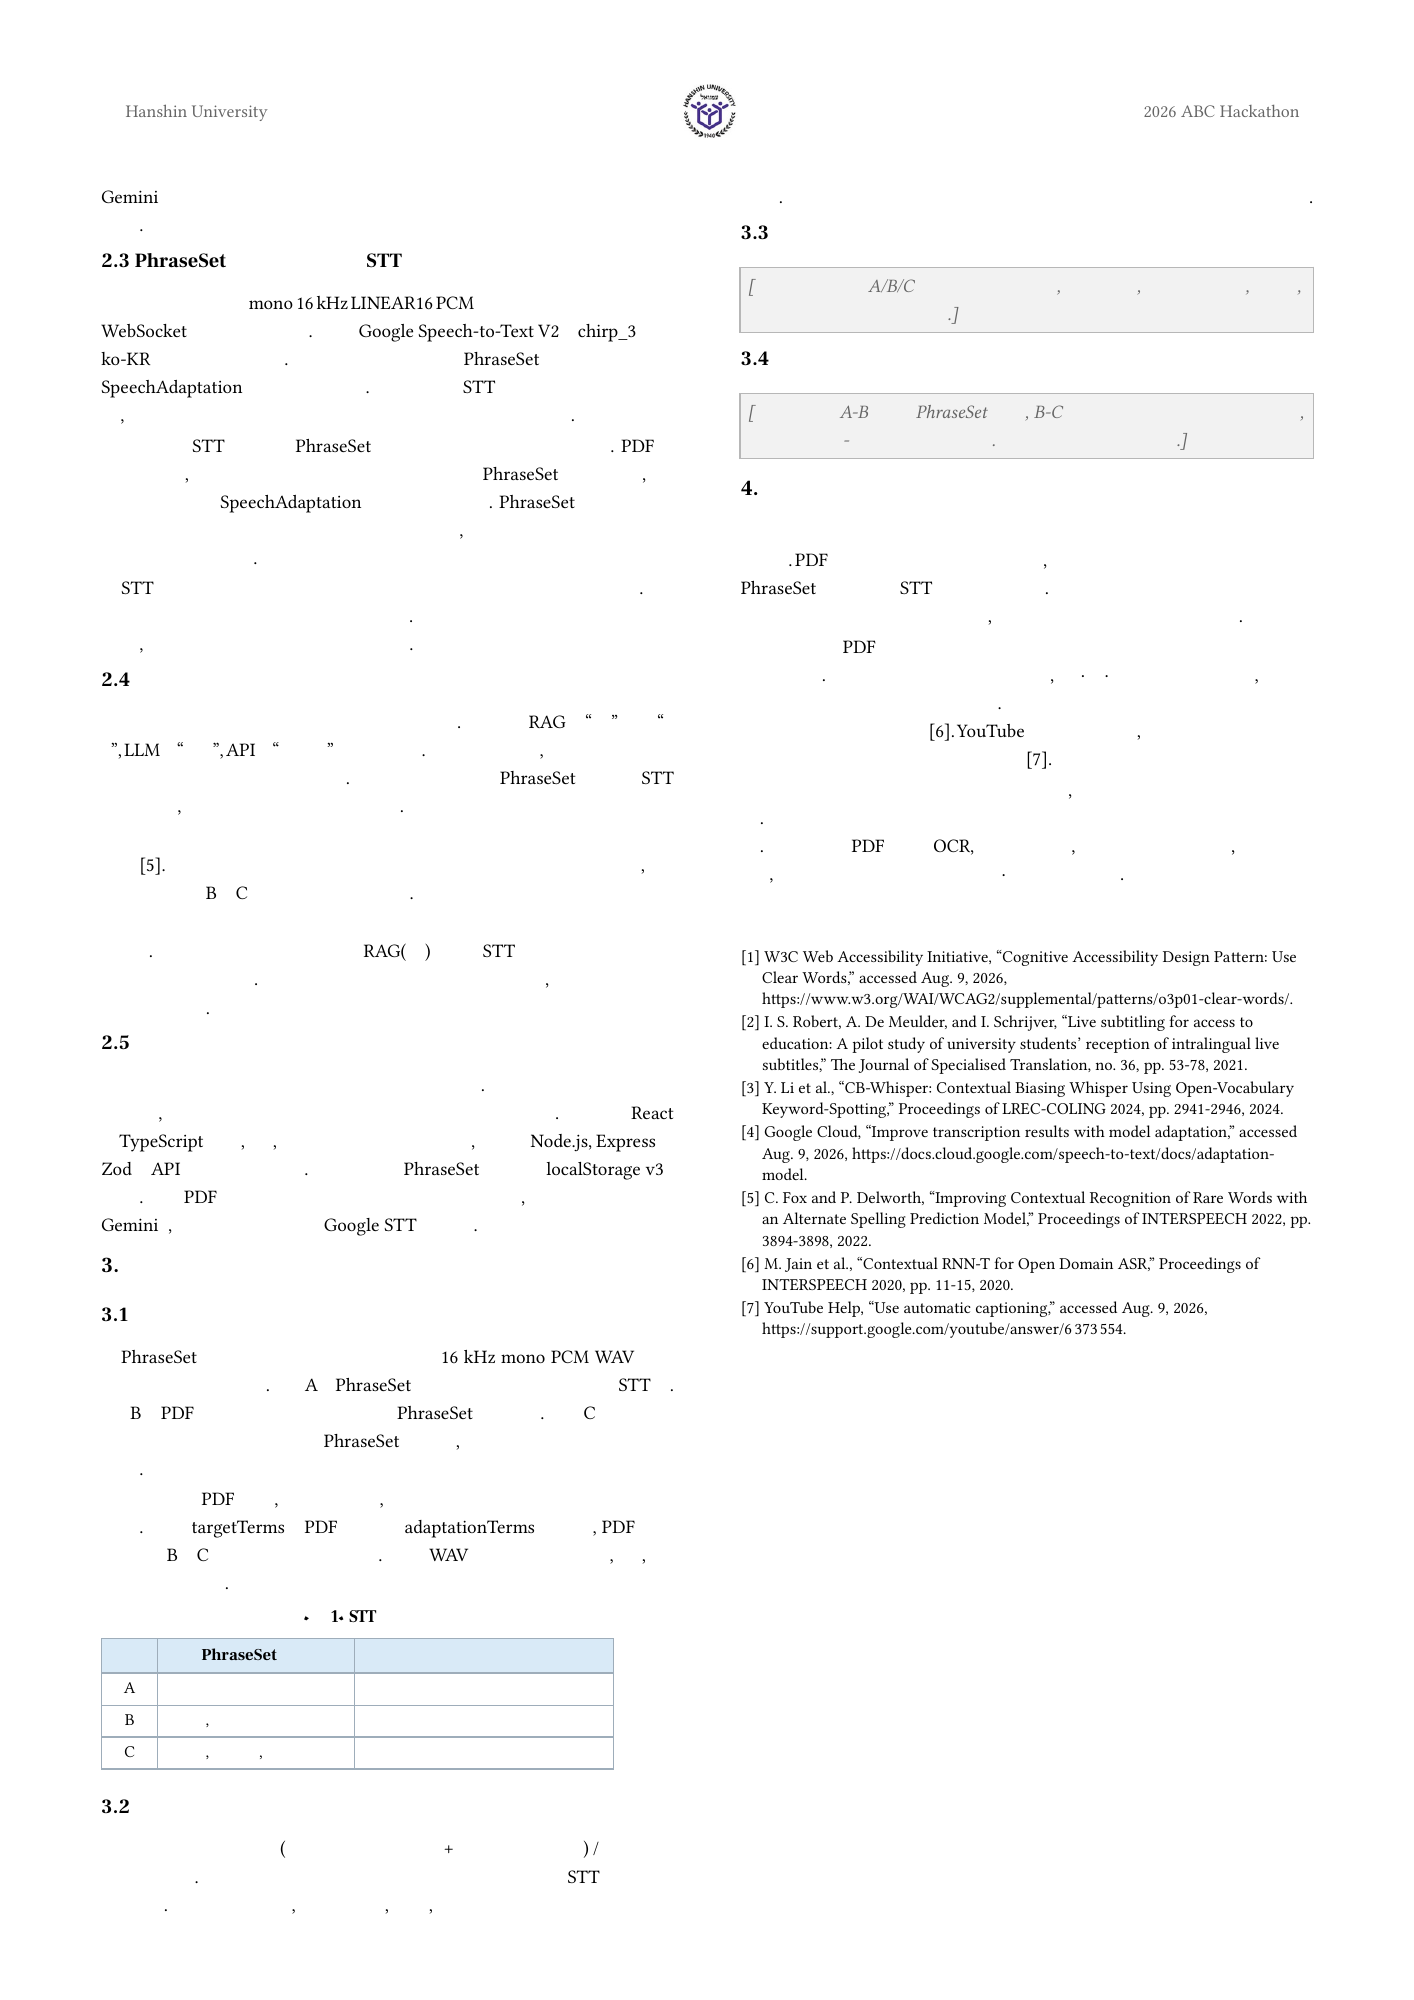 Hanshin University
HANSHIN UNIVERSITY
1940
2026 ABC Hackathon
Gemini
.
2.3 PhraseSet STT
mono 16 kHz LINEAR16 PCM
WebSocket . Google Speech-to-Text V2 chirp_3
ko-KR . PhraseSet
SpeechAdaptation . STT
, .
STT PhraseSet . PDF
, PhraseSet ,
SpeechAdaptation . PhraseSet
,
.
STT .
.
, .
2.4
. RAG “ ” “
”, LLM “ ”, API “ ” . ,
. PhraseSet STT
, .
[5]. ,
B C .
. RAG( ) STT
. ,
.
2.5
.
, . React
TypeScript , , , Node.js, Express
Zod API . PhraseSet localStorage v3
. PDF ,
Gemini , Google STT .
3.
3.1
PhraseSet 16 kHz mono PCM WAV
. A PhraseSet STT .
B PDF PhraseSet . C
PhraseSet ,
.
PDF , ,
. targetTerms PDF adaptationTerms , PDF
B C . WAV , ,
.
. 1. STT
PhraseSet
A
B ,
C , ,
3.2
( + ) /
. STT
. , , ,
. .
3.3
[ A/B/C , , , ,
.]
3.4
[ A-B PhraseSet , B-C ,
- . .]
4.
. PDF ,
PhraseSet STT .
, .
PDF
. , · · ,
.
[6]. YouTube ,
[7].
,
.
. PDF OCR, , ,
, · .
[1] W3C Web Accessibility Initiative, “Cognitive Accessibility Design Pattern: Use
Clear Words,” accessed Aug. 9, 2026,
https://www.w3.org/WAI/WCAG2/supplemental/patterns/o3p01-clear-words/.
[2] I. S. Robert, A. De Meulder, and I. Schrijver, “Live subtitling for access to
education: A pilot study of university students’ reception of intralingual live
subtitles,” The Journal of Specialised Translation, no. 36, pp. 53-78, 2021.
[3] Y. Li et al., “CB-Whisper: Contextual Biasing Whisper Using Open-Vocabulary
Keyword-Spotting,” Proceedings of LREC-COLING 2024, pp. 2941-2946, 2024.
[4] Google Cloud, “Improve transcription results with model adaptation,” accessed
Aug. 9, 2026, https://docs.cloud.google.com/speech-to-text/docs/adaptation-
model.
[5] C. Fox and P. Delworth, “Improving Contextual Recognition of Rare Words with
an Alternate Spelling Prediction Model,” Proceedings of INTERSPEECH 2022, pp.
3894-3898, 2022.
[6] M. Jain et al., “Contextual RNN-T for Open Domain ASR,” Proceedings of
INTERSPEECH 2020, pp. 11-15, 2020.
[7] YouTube Help, “Use automatic captioning,” accessed Aug. 9, 2026,
https://support.google.com/youtube/answer/6373554.